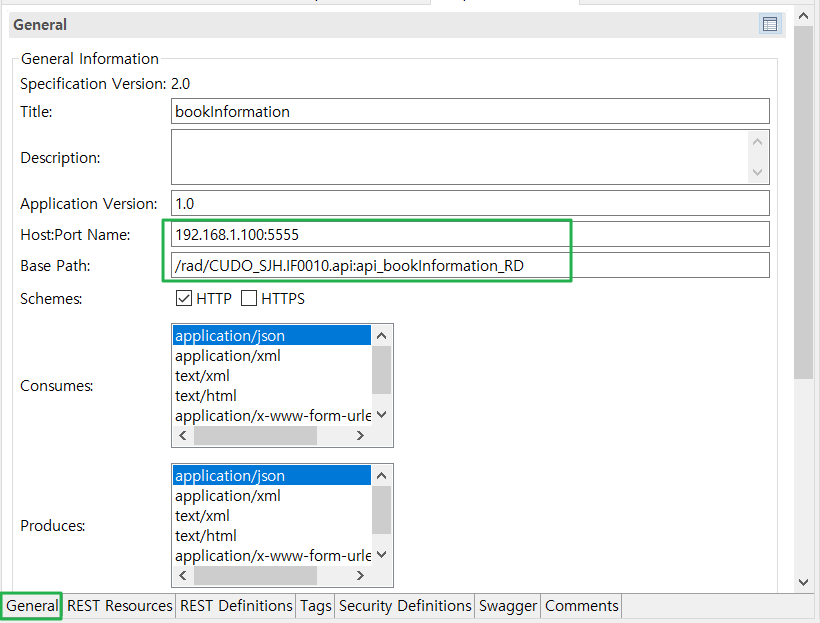 General
General Information
Specification Version: 2.0
Title: bookInformation
Description:
Application Version: 1.0
Host:Port Name: 192.168.1.100:5555
Base Path: /rad/CUDO_SJH.IF0010.api:api_bookInformation_RD
Schemes: HTTP HTTPS
application/json
application/xml
text/xml
Consumes:
text/html
application/x-www-form-urle
application/json
application/xml
text/xml
Produces:
text/html
application/x-www-form-urle
General REST Resources REST Definitions Tags Security Definitions Swagger Comments